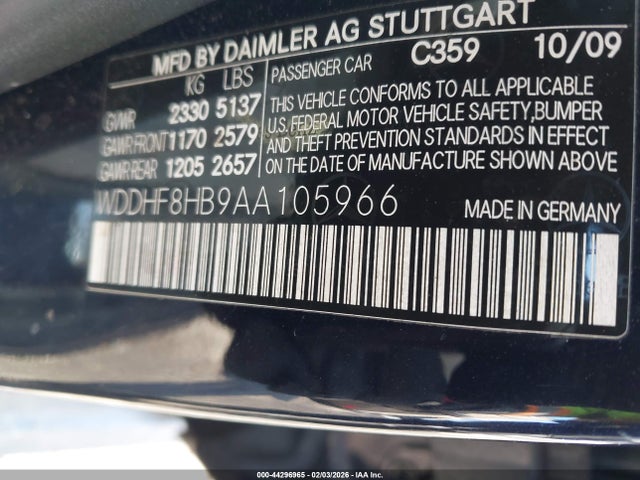 MFD BY DAIMLER AG STUTTGART
KG LBS PASSENGER CAR C359 10/09
GVWR 2330 5137
GAWR FRONT 1170 2579
GAWR REAR 1205 2657
THIS VEHICLE CONFORMS TO ALL APPLICABLE
U.S. FEDERAL MOTOR VEHICLE SAFETY,BUMPER
AND THEFT PREVENTION STANDARDS IN EFFECT
ON THE DATE OF MANUFACTURE SHOWN ABOVE
WDDHF8HB9AA105966 MADE IN GERMANY
000-44296965 - 02/03/2026 - IAA Inc.